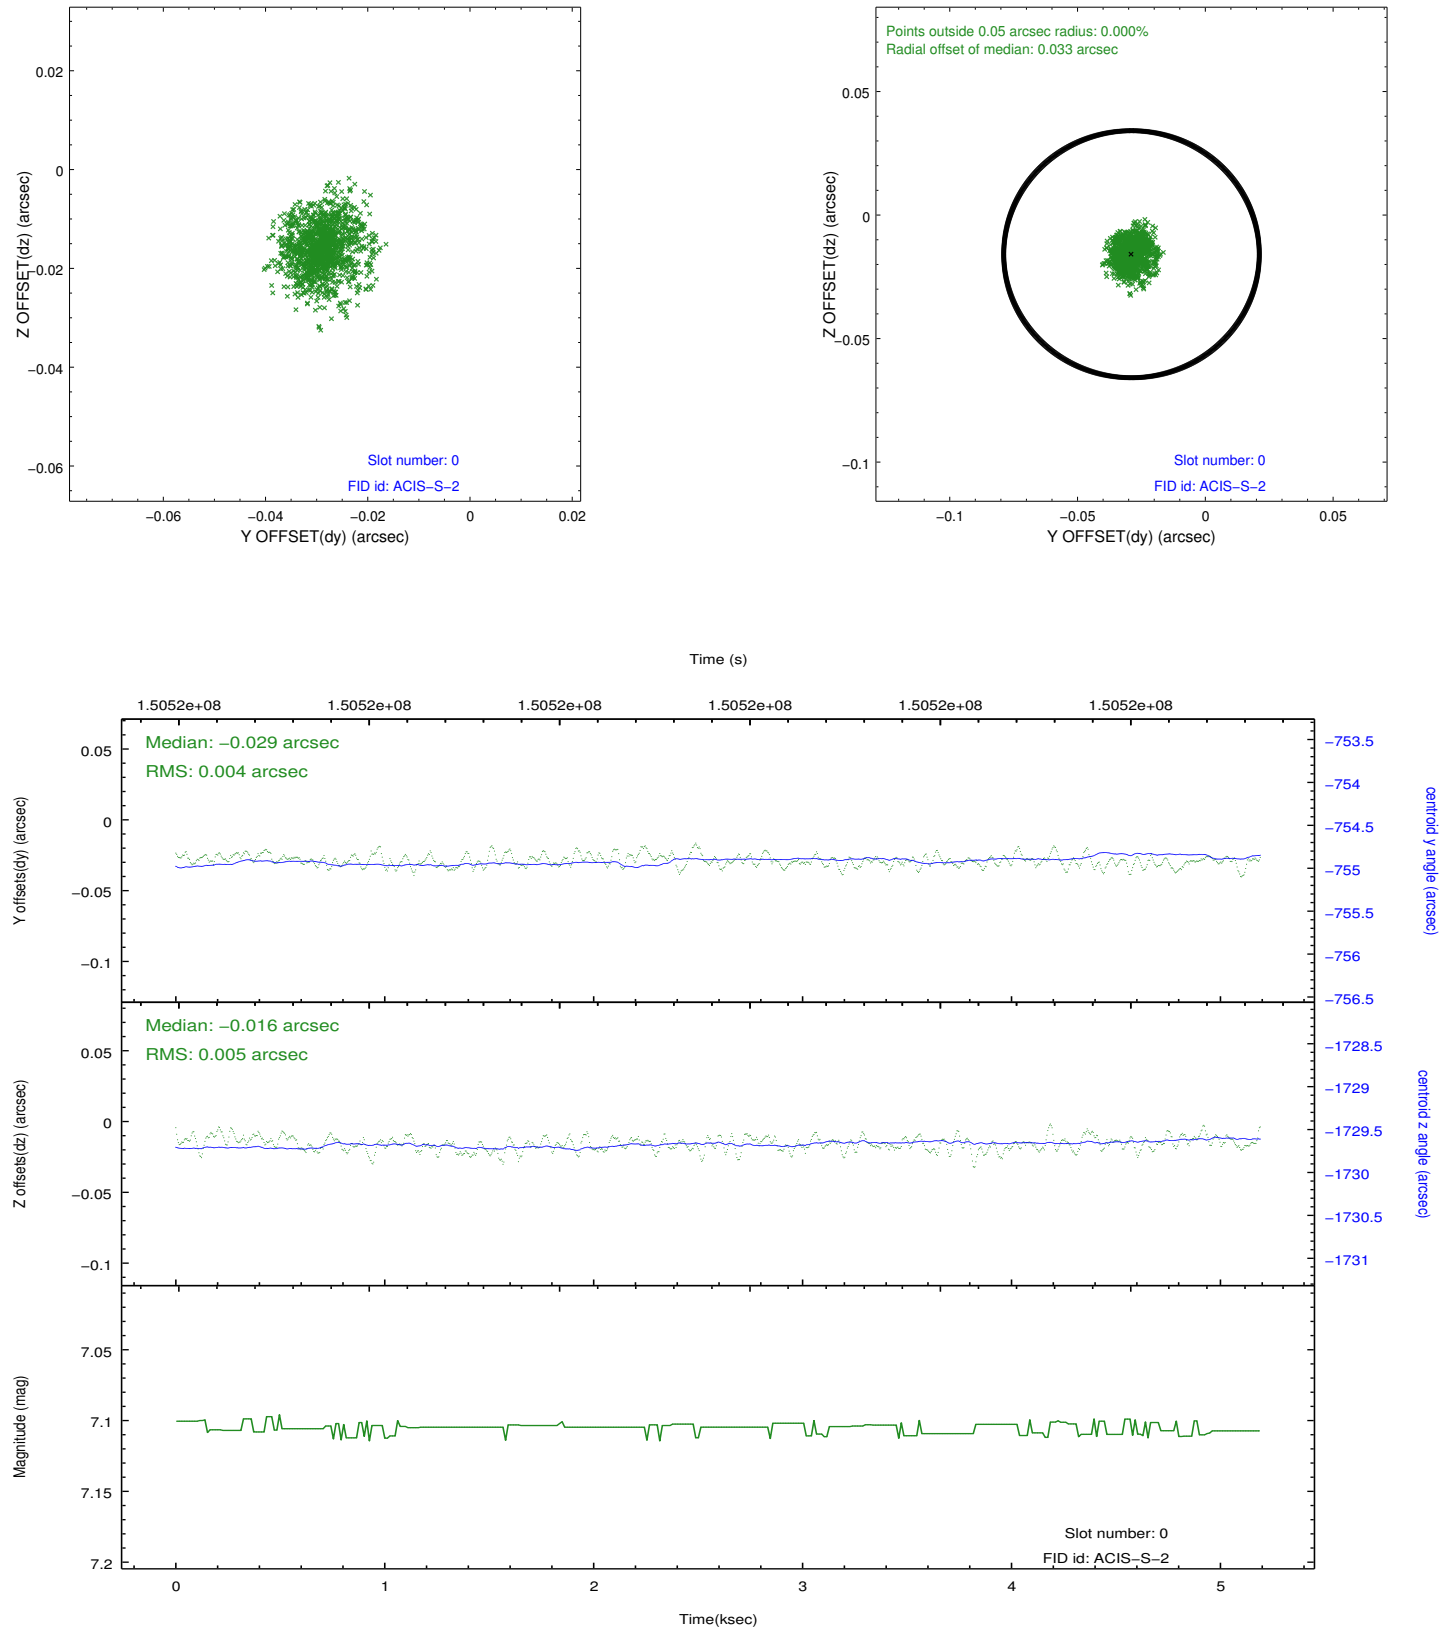 0.02
0
−0.02
−0.04
−0.06
Z OFFSET(dz) (arcsec)
Slot number: 0
FID id: ACIS−S−2
−0.06
−0.04
−0.02
0
0.02
Y OFFSET(dy) (arcsec)
Points outside 0.05 arcsec radius: 0.000%
Radial offset of median: 0.033 arcsec
0.05
0
−0.05
−0.1
Z OFFSET(dz) (arcsec)
Slot number: 0
FID id: ACIS−S−2
−0.1
−0.05
0
0.05
Y OFFSET(dy) (arcsec)
Time (s)
1.5052e+08
1.5052e+08
1.5052e+08
1.5052e+08
1.5052e+08
1.5052e+08
Median: −0.029 arcsec
RMS: 0.004 arcsec
0.05
0
−0.05
−0.1
Y offsets(dy) (arcsec)
−753.5
−754
−754.5
−755
−755.5
−756
−756.5
centroid y angle (arcsec)
Median: −0.016 arcsec
RMS: 0.005 arcsec
0.05
0
−0.05
−0.1
Z offsets(dz) (arcsec)
−1728.5
−1729
−1729.5
−1730
−1730.5
−1731
centroid z angle (arcsec)
7.05
7.1
7.15
7.2
Magnitude (mag)
Slot number: 0
FID id: ACIS−S−2
0
1
2
3
4
5
Time(ksec)